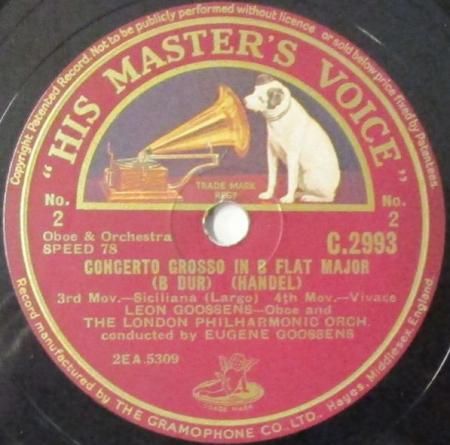 Copyright Patented Record. Not to be publicly performed without licence or sold below price fixed by Patentees.
"HIS MASTER'S VOICE"
TRADE MARK
REGD
No.
2
No.
2
Oboe & Orchestra
SPEED 78
C.2993
CONCERTO GROSSO IN B FLAT MAJOR
(B DUR) (HANDEL)
3rd Mov.—Siciliana (Largo) 4th Mov.—Vivace
LEON GOOSSENS—Oboe and
THE LONDON PHILHARMONIC ORCH.
conducted by EUGENE GOOSSENS
2EA.5309
TRADE MARK
Record manufactured by THE GRAMOPHONE CO. LTD., Hayes, Middlesex, England.